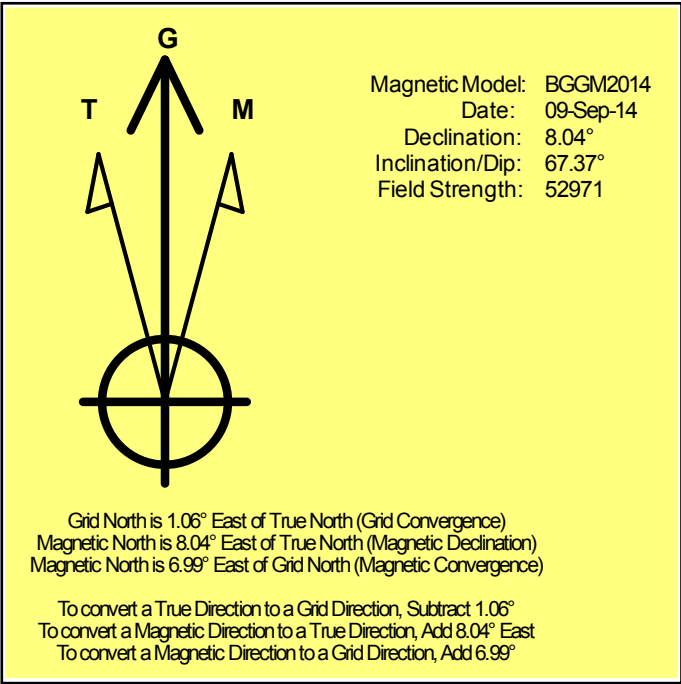 G
T
M
Magnetic Model: BGGM2014
Date: 09-Sep-14
Declination: 8.04°
Inclination/Dip: 67.37°
Field Strength: 52971
Grid North is 1.06° East of True North (Grid Convergence)
Magnetic North is 8.04° East of True North (Magnetic Declination)
Magnetic North is 6.99° East of Grid North (Magnetic Convergence)
To convert a True Direction to a Grid Direction, Subtract 1.06°
To convert a Magnetic Direction to a True Direction, Add 8.04° East
To convert a Magnetic Direction to a Grid Direction, Add 6.99°